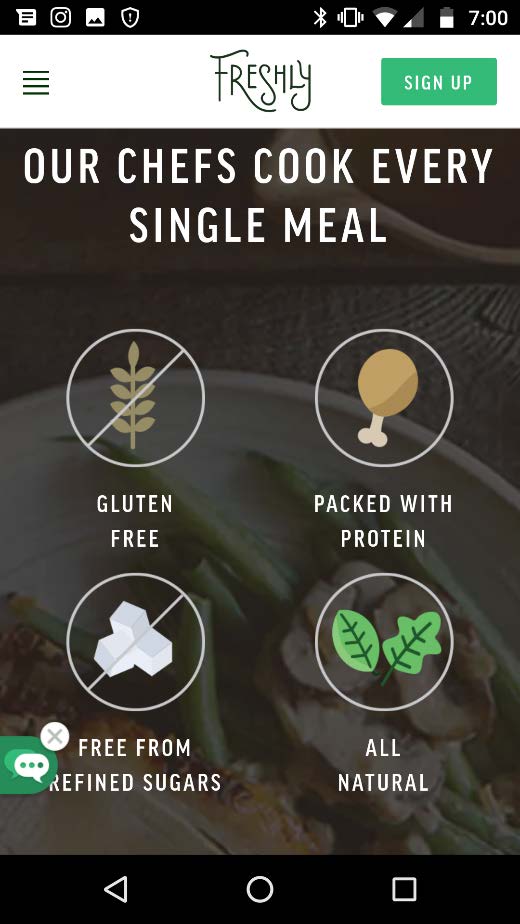 7:00
FRESHLY
SIGN UP
OUR CHEFS COOK EVERY
SINGLE MEAL
GLUTEN
FREE
PACKED WITH
PROTEIN
FREE FROM
REFINED SUGARS
ALL
NATURAL